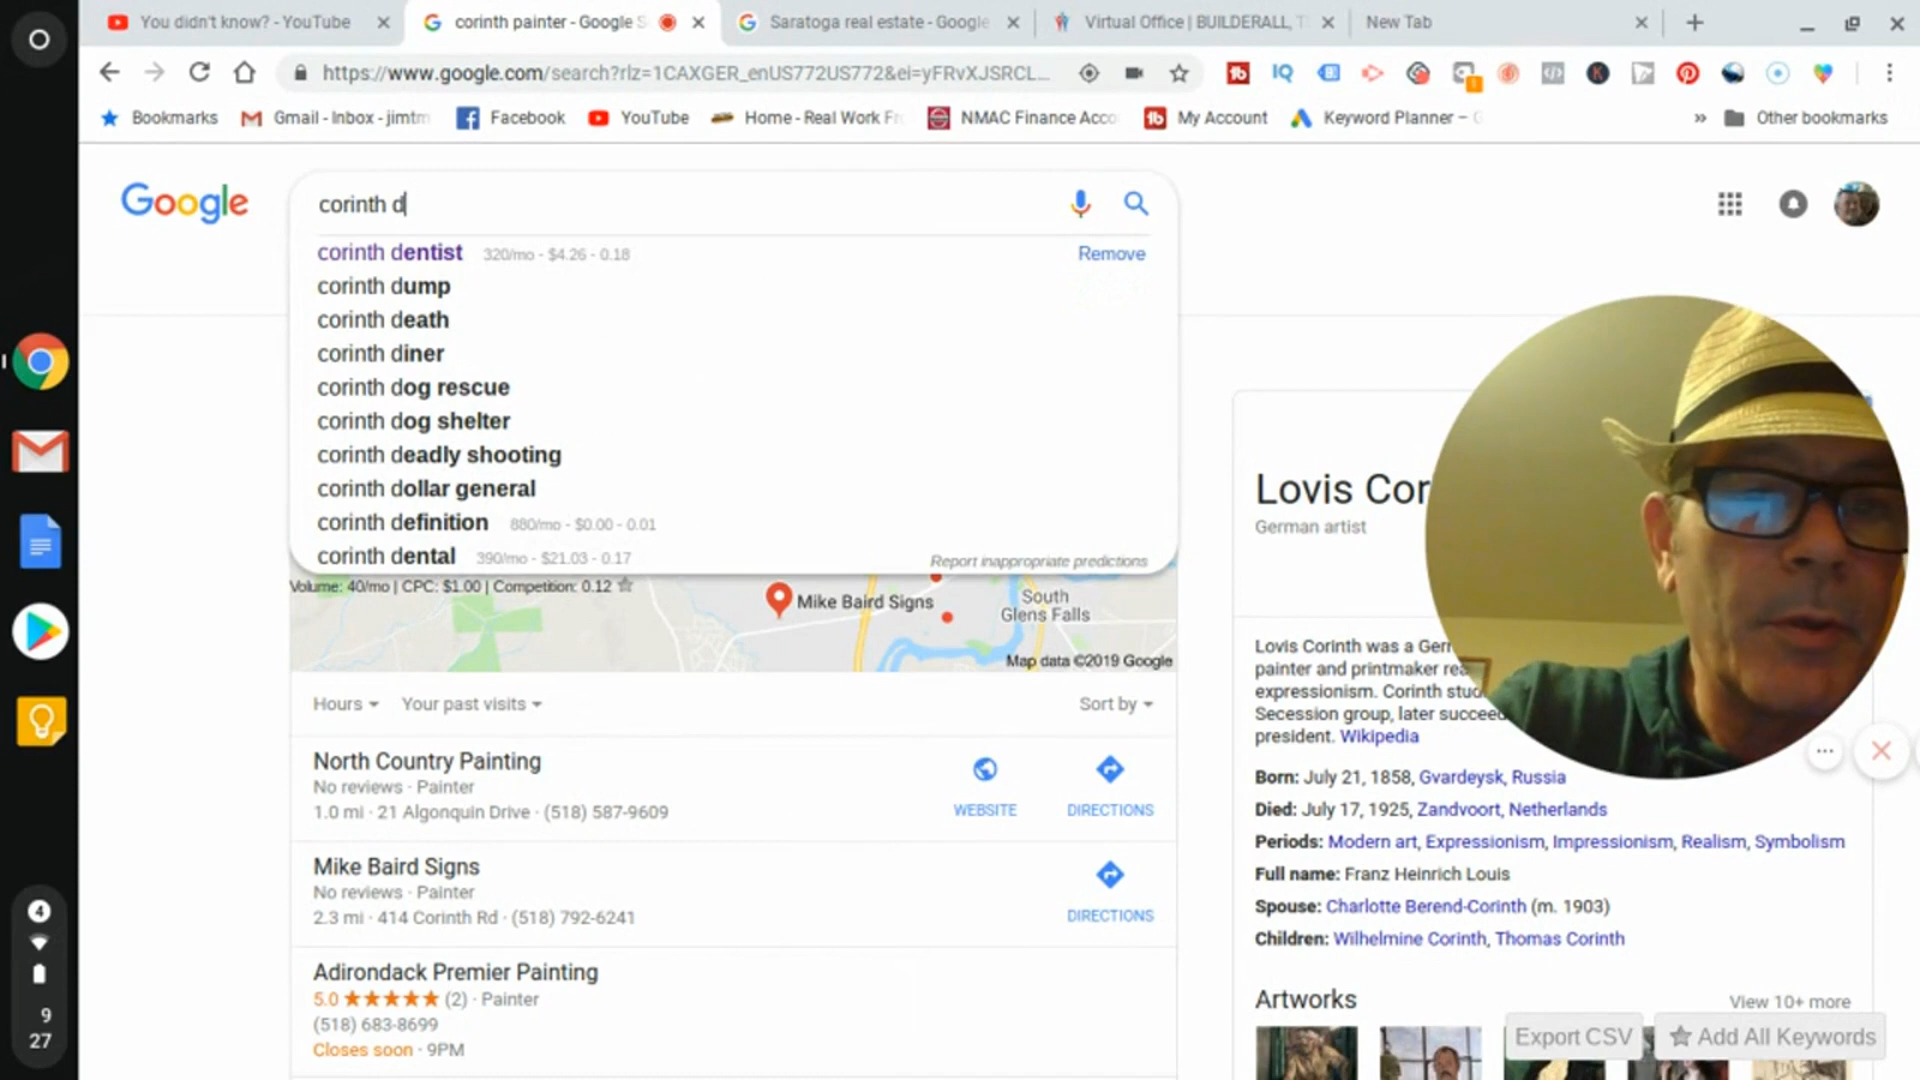 You didn't know? - YouTube
corinth painter - Google S
Saratoga real estate - Google
Virtual Office | BUILDERALL, T
New Tab
https://www.google.com/search?rlz=1CAXGER_enUS772US772&ei=yFRvXJSRCL...
Bookmarks
Gmail - Inbox - jimtm
Facebook
YouTube
Home - Real Work Fr
NMAC Finance Acco
My Account
Keyword Planner – G
Other bookmarks
Google
corinth d
corinth dentist 320/mo - $4.26 - 0.18 Remove
corinth dump
corinth death
corinth diner
corinth dog rescue
corinth dog shelter
corinth deadly shooting
corinth dollar general
corinth definition 880/mo - $0.00 - 0.01
corinth dental 390/mo - $21.03 - 0.17
Report inappropriate predictions
Volume: 40/mo | CPC: $1.00 | Competition: 0.12
Mike Baird Signs
South
Glens Falls
Map data ©2019 Google
Hours Your past visits Sort by
North Country Painting
No reviews · Painter
1.0 mi · 21 Algonquin Drive · (518) 587-9609
WEBSITE
DIRECTIONS
Mike Baird Signs
No reviews · Painter
2.3 mi · 414 Corinth Rd · (518) 792-6241
DIRECTIONS
Adirondack Premier Painting
5.0 (2) · Painter
(518) 683-8699
Closes soon · 9PM
Lovis Cor
German artist
Lovis Corinth was a Ger
painter and printmaker rea
expressionism. Corinth stud
Secession group, later succeed
president. Wikipedia
Born: July 21, 1858, Gvardeysk, Russia
Died: July 17, 1925, Zandvoort, Netherlands
Periods: Modern art, Expressionism, Impressionism, Realism, Symbolism
Full name: Franz Heinrich Louis
Spouse: Charlotte Berend-Corinth (m. 1903)
Children: Wilhelmine Corinth, Thomas Corinth
Artworks
View 10+ more
Export CSV
Add All Keywords
4
9
27